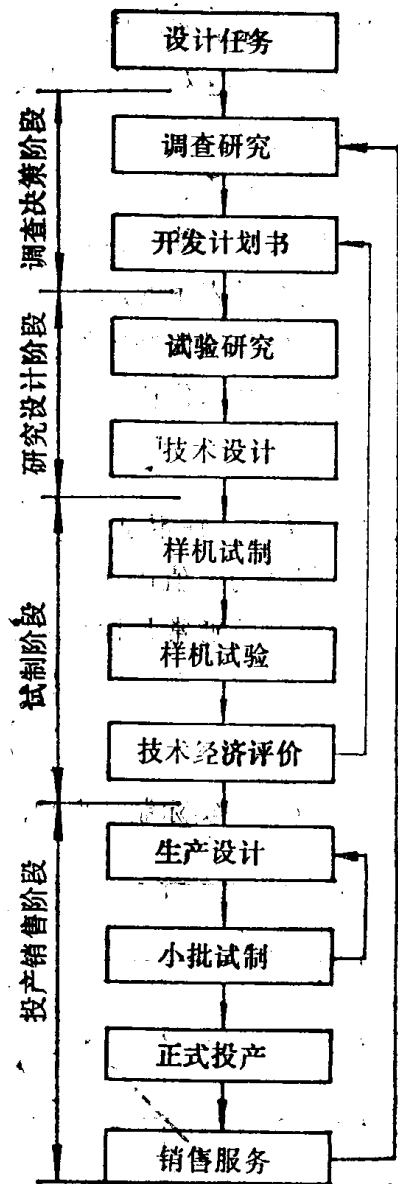 设计任务
调查研究
开发计划书
试验研究
技术设计
样机试制
样机试验
技术经济评价
生产设计
小批试制
正式投产
销售服务
调查决策阶段
研究设计阶段
试制阶段
投产销售阶段